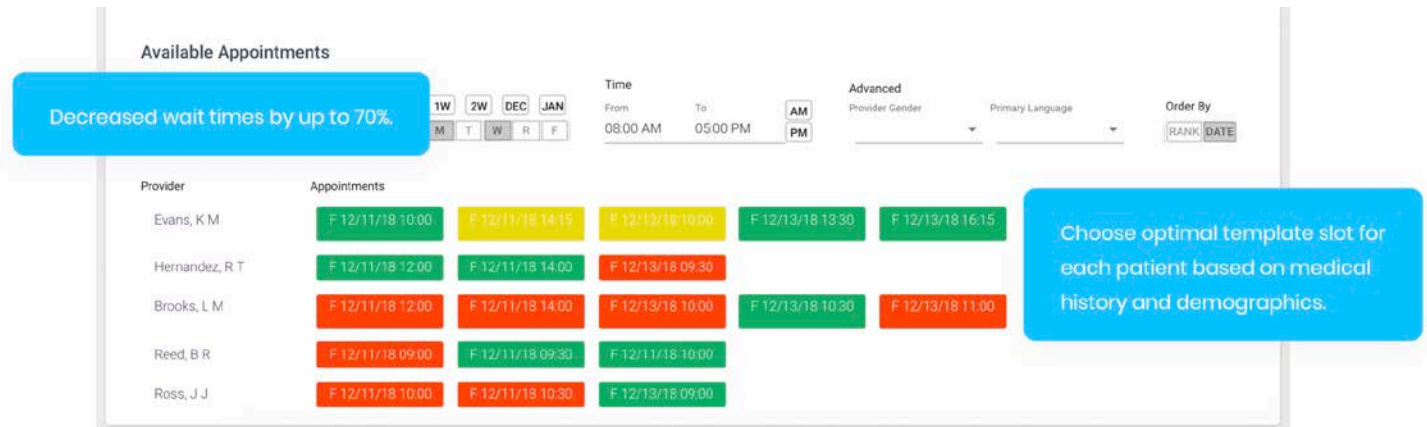 Available Appointments
Decreased wait times by up to 70%.
1W 2W DEC JAN
M T W R F
Time
From To
08:00 AM 05:00 PM
AM
PM
Advanced
Provider Gender Primary Language
Order By
RANK DATE
Provider Appointments
Evans, K M F 12/11/18 10:00 F 12/11/18 14:15 F 12/13/18 10:00 F 12/13/18 13:30 F 12/13/18 16:15
Hernandez, R T F 12/11/18 12:00 F 12/11/18 14:00 F 12/13/18 09:30
Brooks, L M F 12/11/18 12:00 F 12/11/18 14:00 F 12/13/18 10:00 F 12/13/18 10:30 F 12/13/18 11:00
Reed, B R F 12/11/18 09:00 F 12/11/18 09:30 F 12/11/18 10:00
Ross, J J F 12/11/18 10:00 F 12/11/18 10:30 F 12/13/18 09:00
Choose optimal template slot for
each patient based on medical
history and demographics.